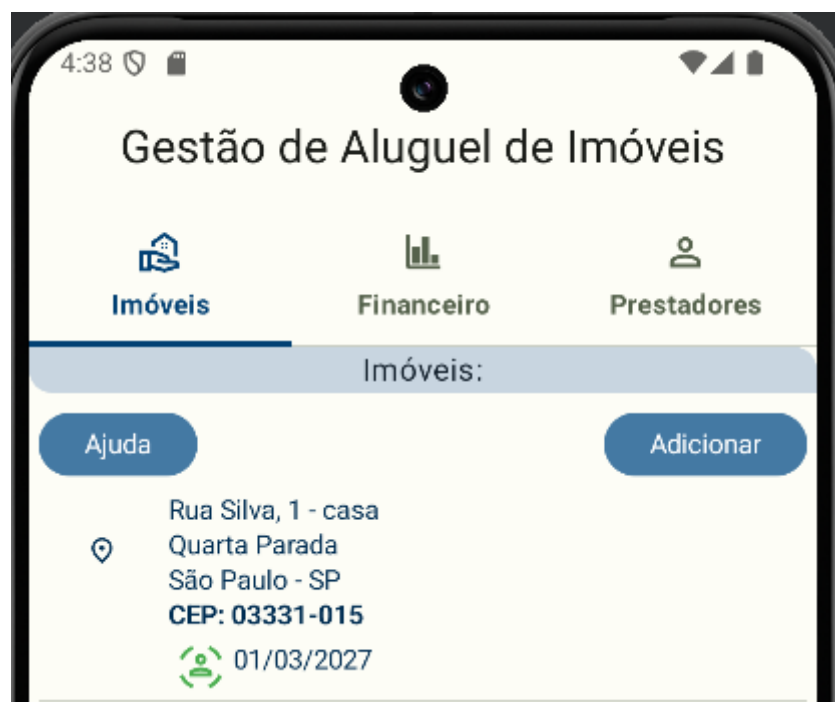 4:38
Gestão de Aluguel de Imóveis
Imóveis
Financeiro
Prestadores
Imóveis:
Ajuda
Adicionar
Rua Silva, 1 - casa
Quarta Parada
São Paulo - SP
CEP: 03331-015
01/03/2027